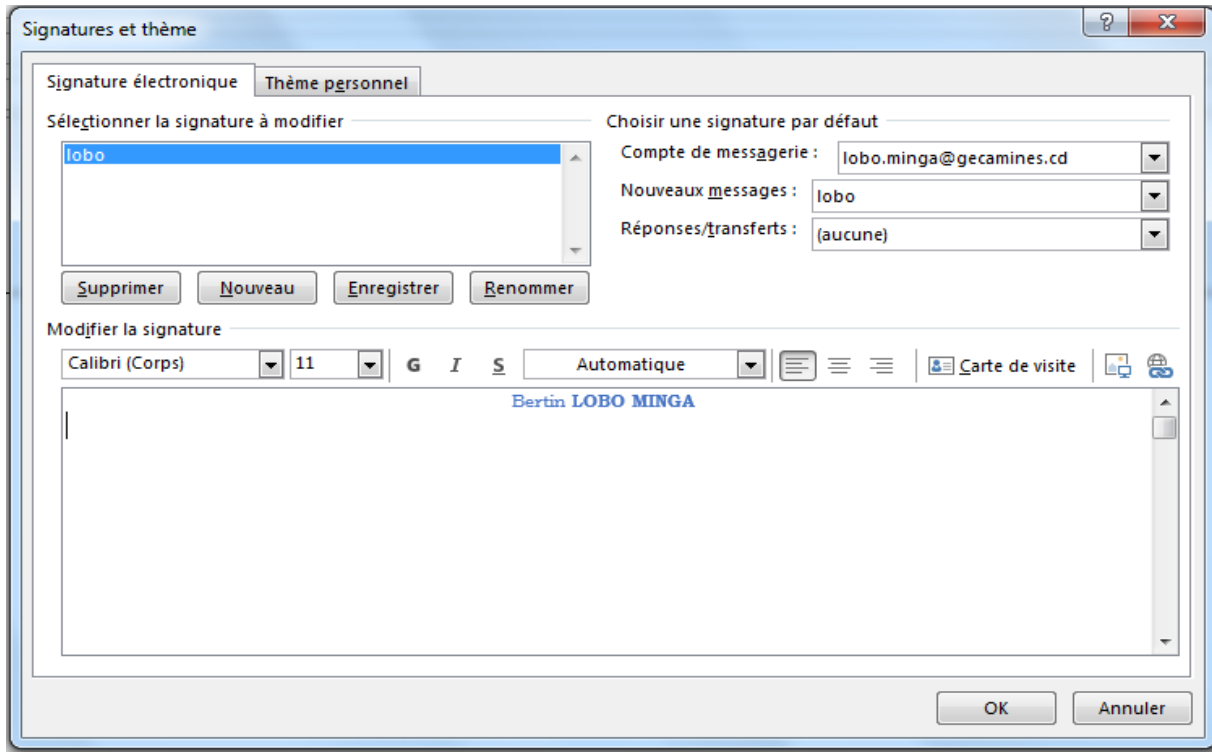 Signatures et thème
Signature électronique
Thème personnel
Sélectionner la signature à modifier
lobo
Supprimer
Nouveau
Enregistrer
Renommer
Choisir une signature par défaut
Compte de messagerie : lobo.minga@gecamines.cd
Nouveaux messages : lobo
Réponses/transferts : (aucune)
Modifier la signature
Calibri (Corps) 11 G I S Automatique Carte de visite
Bertin LOBO MINGA
OK
Annuler